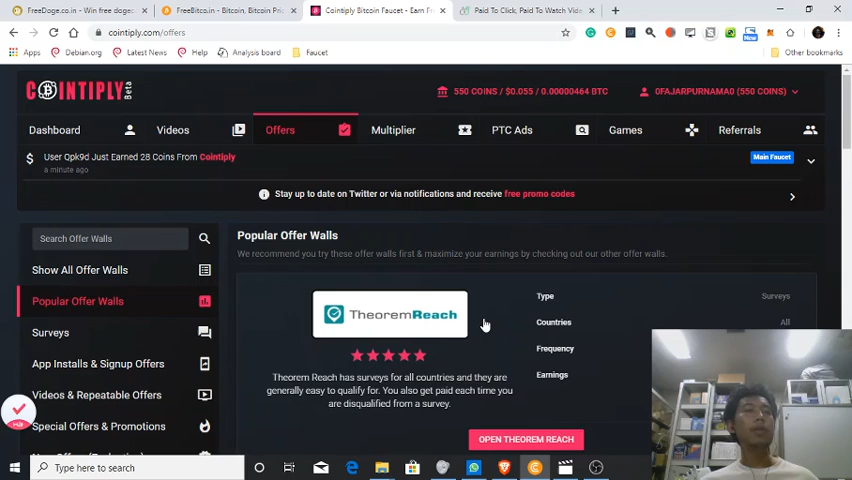 FreeDoge.co.in - Win free dogec
FreeBitco.in - Bitcoin, Bitcoin Pri
Cointiply Bitcoin Faucet - Earn Fr
Paid To Click, Paid To Watch Vide
cointiply.com/offers
Apps
Debian.org
Latest News
Help
Analysis board
Faucet
New
Other bookmarks
COINTIPLY Beta
550 COINS / $0.055 / 0.00000464 BTC
0FAJARPURNAMA0 (550 COINS)
Dashboard
Videos
Offers
Multiplier
PTC Ads
Games
Referrals
User Qpk9d Just Earned 28 Coins From Cointiply
a minute ago
Main Faucet
Stay up to date on Twitter or via notifications and receive free promo codes
Search Offer Walls
Show All Offer Walls
Popular Offer Walls
Surveys
App Installs & Signup Offers
Videos & Repeatable Offers
Special Offers & Promotions
Popular Offer Walls
We recommend you try these offer walls first & maximize your earnings by checking out our other offer walls.
TheoremReach
Theorem Reach has surveys for all countries and they are
generally easy to qualify for. You also get paid each time you
are disqualified from a survey.
Type
Surveys
Countries
All
Frequency
Earnings
OPEN THEOREM REACH
Type here to search